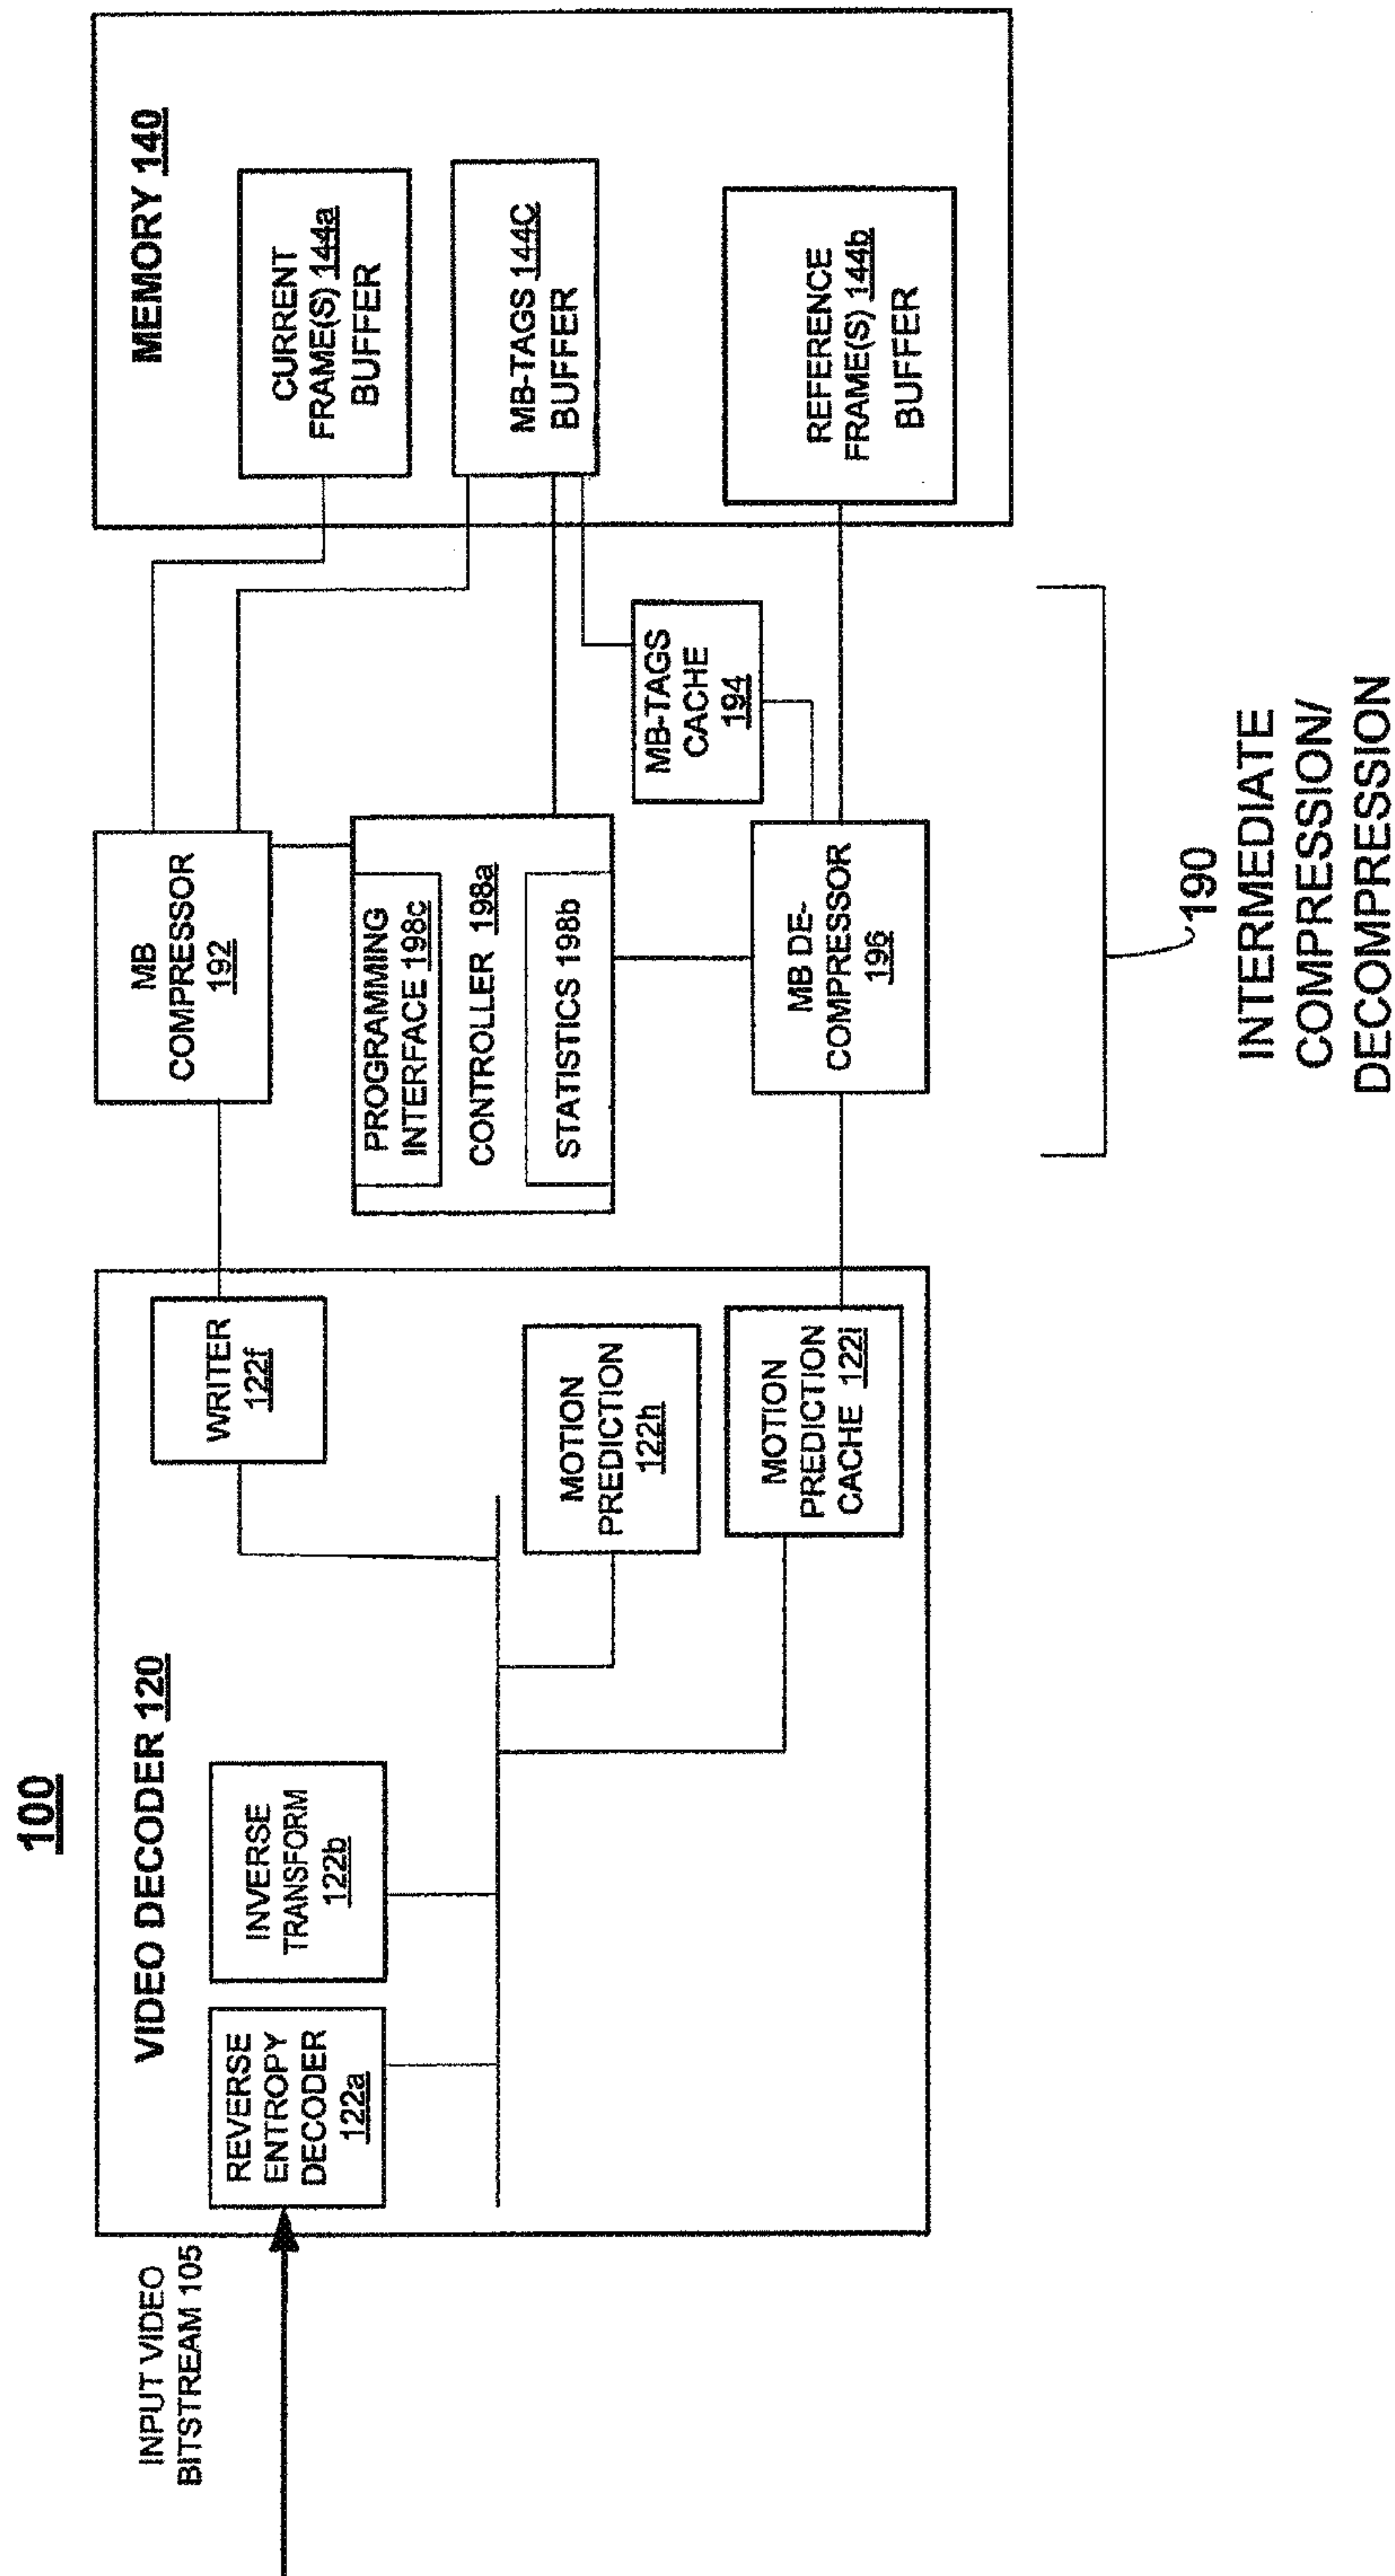 100
INPUT VIDEO
BITSTREAM 105
VIDEO DECODER 120
REVERSE
ENTROPY
DECODER
122a
INVERSE
TRANSFORM
122b
WRITER
122f
MOTION
PREDICTION
122h
MOTION
PREDICTION
CACHE 122i
MB
COMPRESSOR
192
PROGRAMMING
INTERFACE 198c
CONTROLLER 198a
STATISTICS 198b
MB DE-
COMPRESSOR
196
MB-TAGS
CACHE
194
MEMORY 140
CURRENT
FRAME(S) 144a
BUFFER
MB-TAGS 144C
BUFFER
REFERENCE
FRAME(S) 144b
BUFFER
190
INTERMEDIATE
COMPRESSION/
DECOMPRESSION